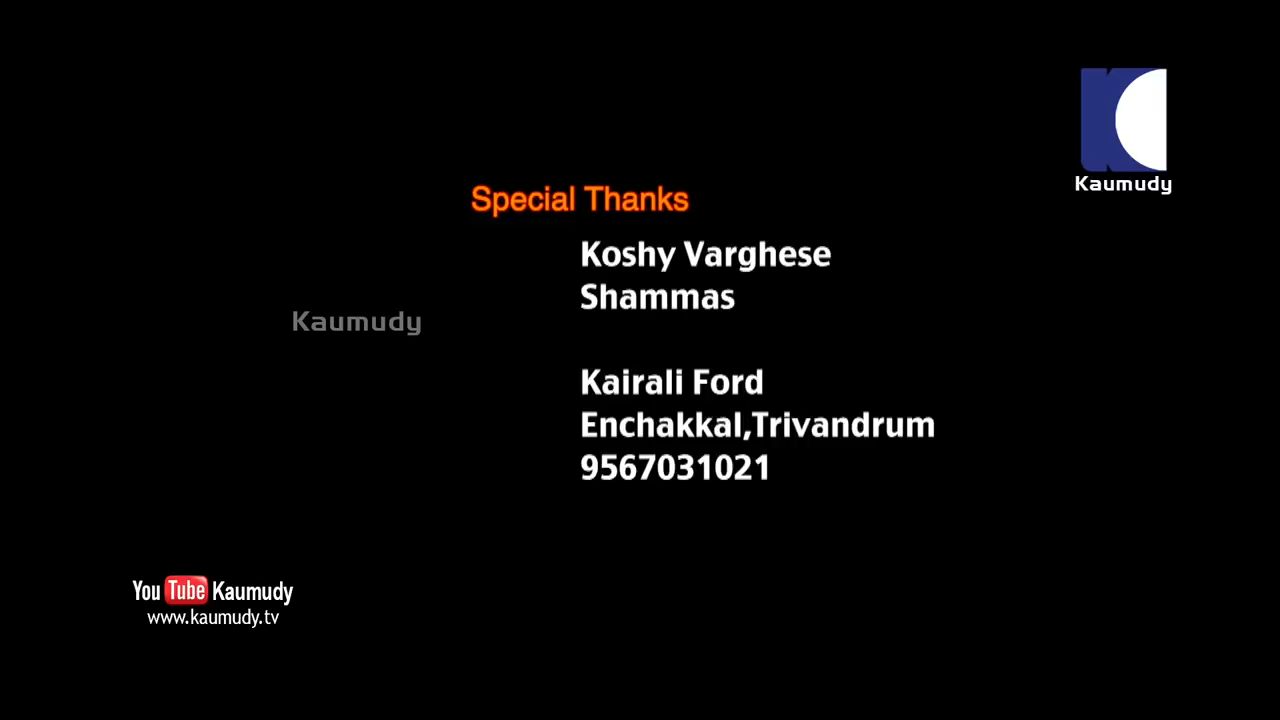 Kaumudy
Special Thanks
Koshy Varghese
Shammas
Kaumudy
Kairali Ford
Enchakkal,Trivandrum
9567031021
You Tube Kaumudy
www.kaumudy.tv